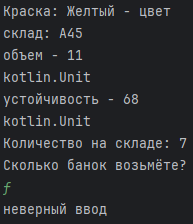 Краска: Желтый - цвет
склад: А45
объем - 11
kotlin.Unit
устойчивость - 68
kotlin.Unit
Количество на складе: 7
Сколько банок возьмёте?
f
неверный ввод